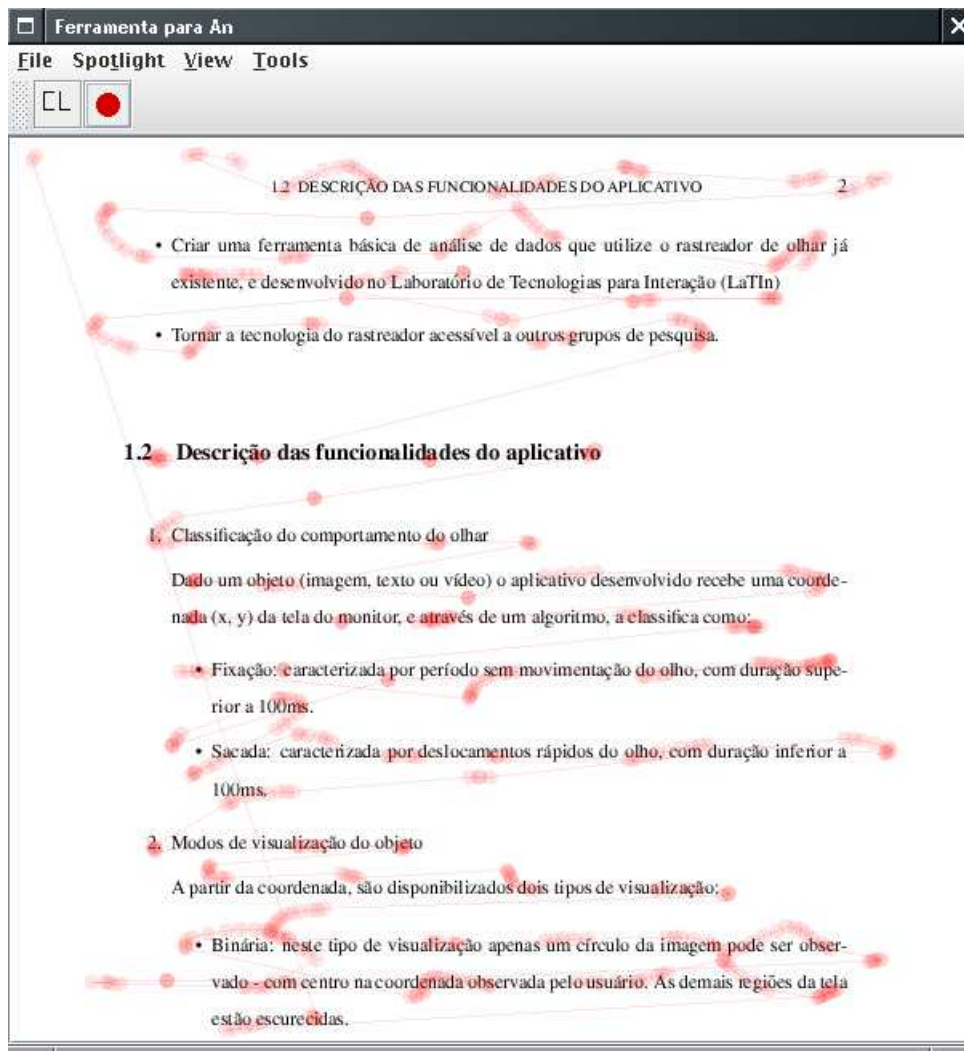 Ferramenta para An
File Spotlight View Tools
CL
1.2 DESCRIÇÃO DAS FUNCIONALIDADES DO APLICATIVO 2
• Criar uma ferramenta básica de análise de dados que utilize o rastreador de olhar já
existente, e desenvolvido no Laboratório de Tecnologias para Interação (LaTIn)
• Tornar a tecnologia do rastreador acessível a outros grupos de pesquisa.
1.2 Descrição das funcionalidades do aplicativo
1. Classificação do comportamento do olhar
Dado um objeto (imagem, texto ou vídeo) o aplicativo desenvolvido recebe uma coorde-
nada (x, y) da tela do monitor, e através de um algoritmo, a classifica como:
• Fixação: caracterizada por período sem movimentação do olho, com duração supe-
rior a 100ms.
• Sacada: caracterizada por deslocamentos rápidos do olho, com duração inferior a
100ms.
2. Modos de visualização do objeto
A partir da coordenada, são disponibilizados dois tipos de visualização:
• Binária: neste tipo de visualização apenas um círculo da imagem pode ser obser-
vado - com centro na coordenada observada pelo usuário. As demais regiões da tela
estão escurecidas.